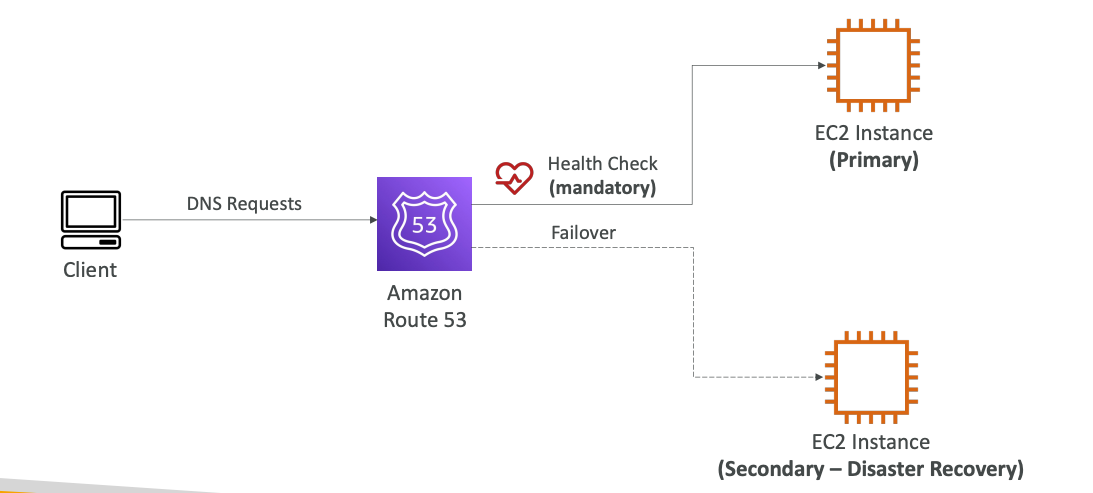 EC2 Instance
(Primary)
Health Check
(mandatory)
DNS Requests
53
Failover
Client
Amazon
Route 53
EC2 Instance
(Secondary – Disaster Recovery)